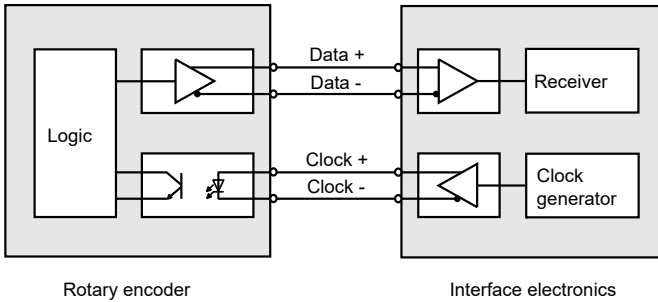 Data +
Data -
Receiver
Logic
Clock +
Clock -
Clock
generator
Rotary encoder
Interface electronics